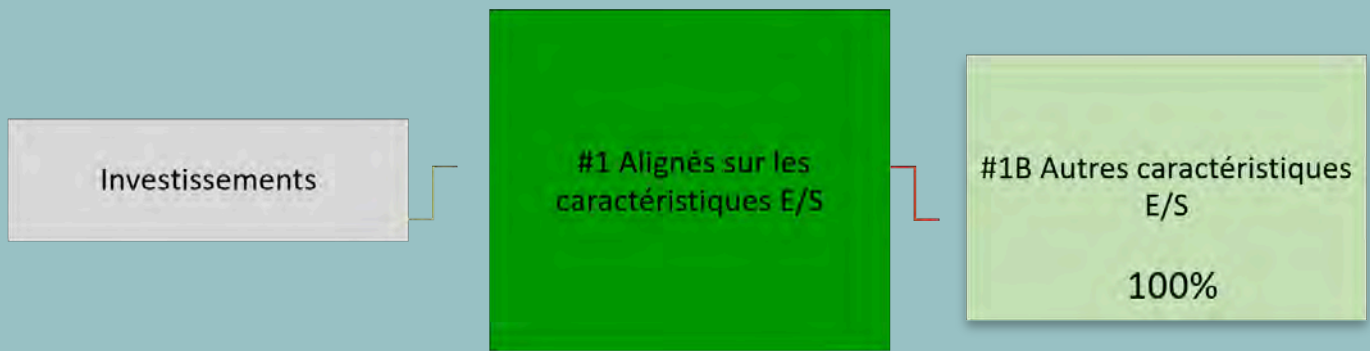 Investissements
#1 Alignés sur les
caractéristiques E/S
#1B Autres caractéristiques
E/S
100%